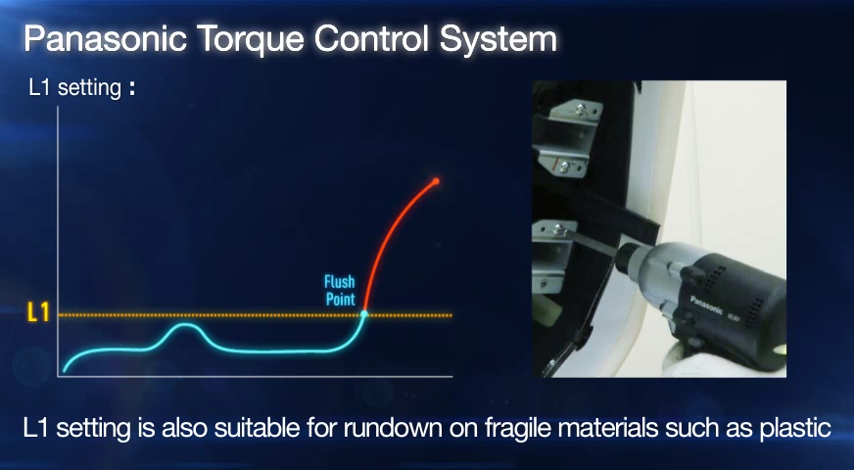 Panasonic Torque Control System
L1 setting :
Flush
Point
L1
Panasonic
L1 setting is also suitable for rundown on fragile materials such as plastic